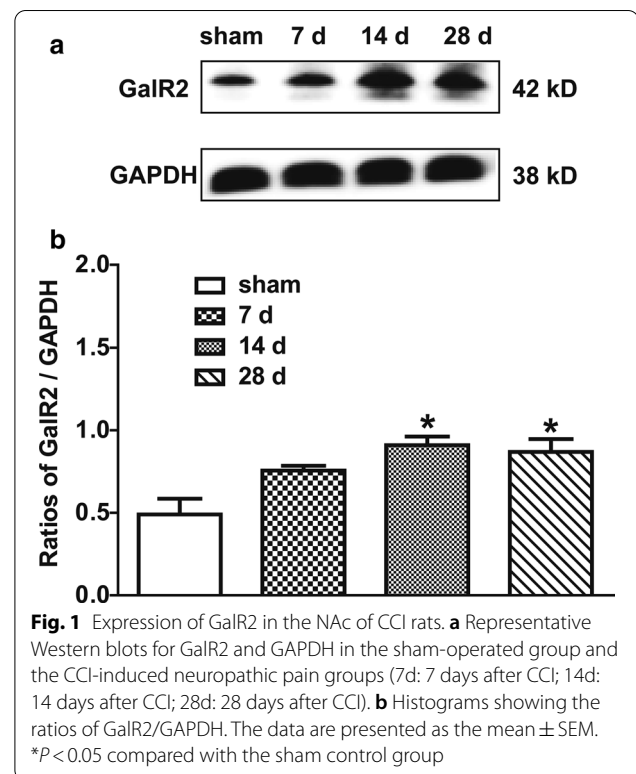 a
sham 7 d 14 d 28 d
GalR2 42 kD
GAPDH 38 kD
b
Ratios of GalR2 / GAPDH
2.0
1.5
1.0
0.5
0.0
sham
7 d
14 d
28 d
* *
Fig. 1 Expression of GalR2 in the NAc of CCI rats. a Representative
Western blots for GalR2 and GAPDH in the sham-operated group and
the CCI-induced neuropathic pain groups (7d: 7 days after CCI; 14d:
14 days after CCI; 28d: 28 days after CCI). b Histograms showing the
ratios of GalR2/GAPDH. The data are presented as the mean ± SEM.
*P < 0.05 compared with the sham control group